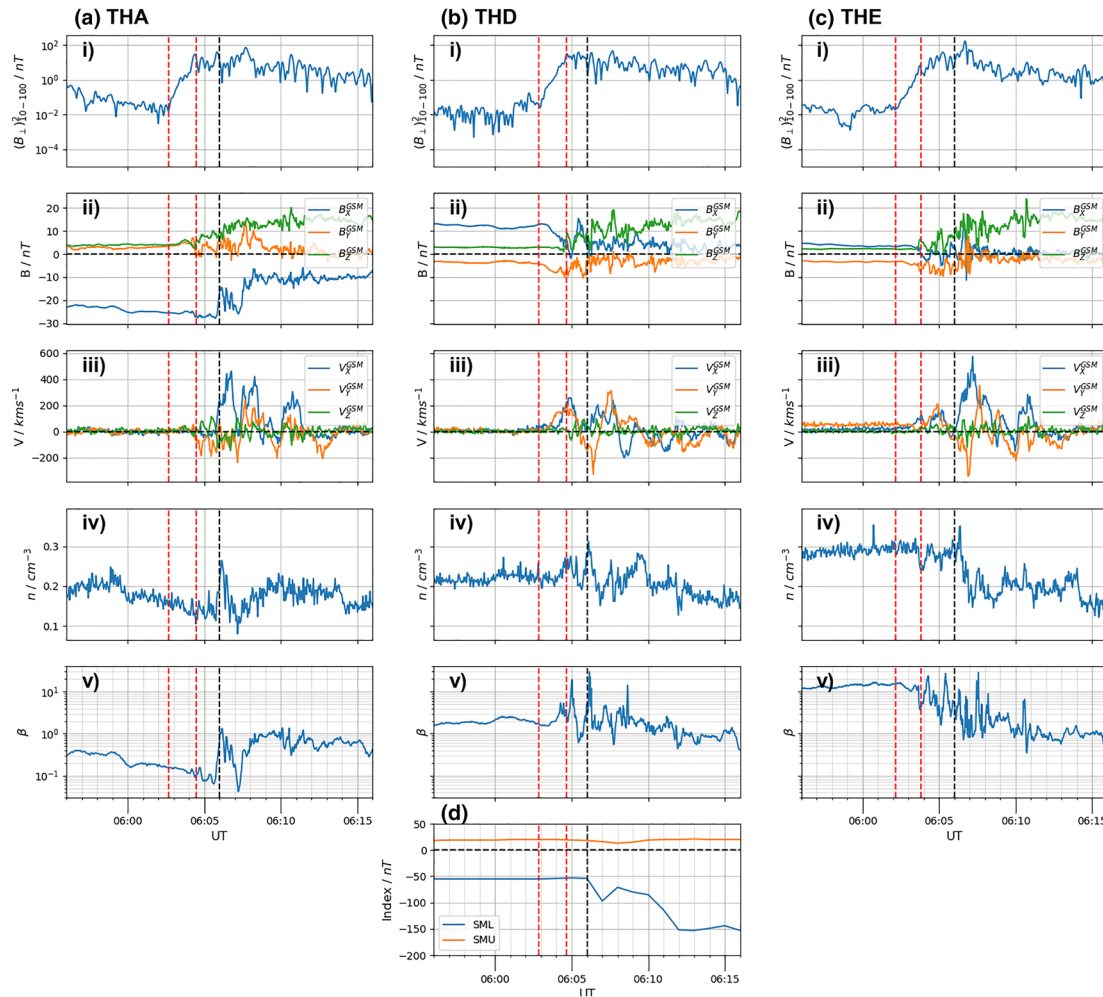 (a) THA
(b) THD
(c) THE
i)
i)
i)
10²
10⁰
10⁻²
10⁻⁴
(B⊥)²₁₀₋₁₀₀ / nT
(B⊥)²₁₀₋₁₀₀ / nT
(B⊥)²₁₀₋₁₀₀ / nT
ii)
ii)
ii)
20
10
0
−10
−20
−30
B / nT
B / nT
B / nT
B_X^GSM
B_Y^GSM
B_Z^GSM
B_X^GSM
B_Y^GSM
B_Z^GSM
B_X^GSM
B_Y^GSM
B_Z^GSM
iii)
iii)
iii)
600
400
200
0
−200
V / kms⁻¹
V / kms⁻¹
V / kms⁻¹
V_X^GSM
V_Y^GSM
V_Z^GSM
V_X^GSM
V_Y^GSM
V_Z^GSM
V_X^GSM
V_Y^GSM
V_Z^GSM
iv)
iv)
iv)
0.3
0.2
0.1
n / cm⁻³
n / cm⁻³
n / cm⁻³
v)
v)
v)
10¹
10⁰
10⁻¹
β
β
β
06:00 06:05 06:10 06:15
UT
06:00 06:05 06:10 06:15
UT
(d)
50
0
−50
−100
−150
−200
Index / nT
SML
SMU
06:00 06:05 06:10 06:15